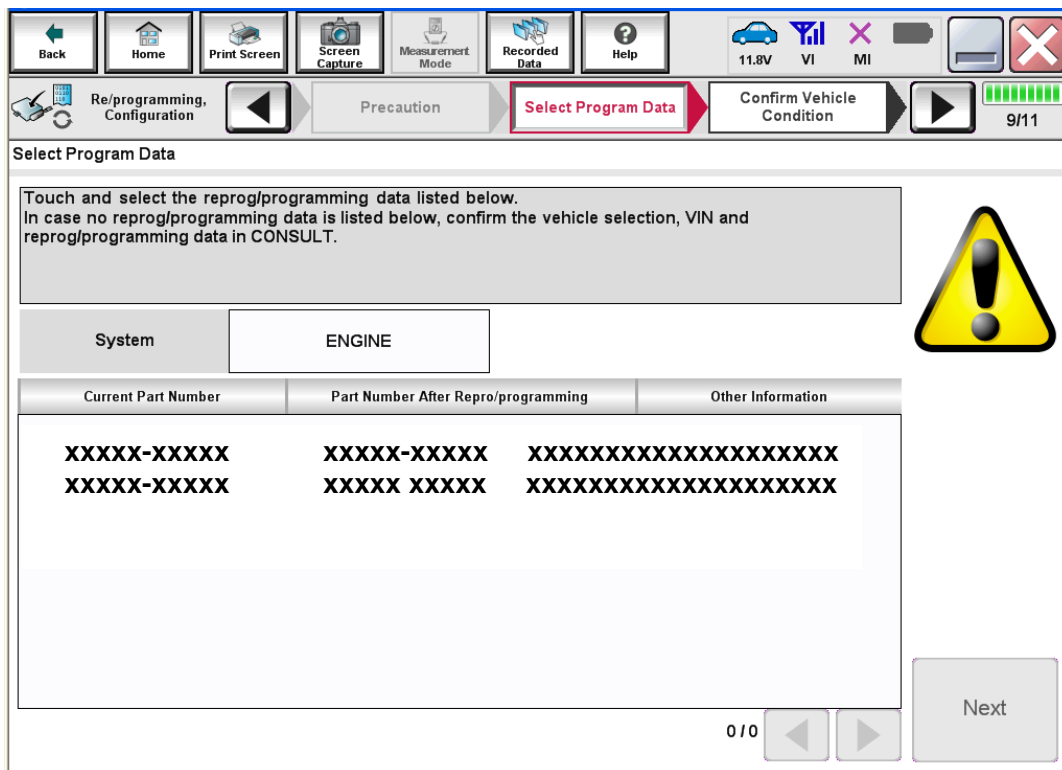 Back
Home
Print Screen
Screen
Capture
Measurement
Mode
Recorded
Data
Help
11.8V
VI
MI
Re/programming,
Configuration
Precaution
Select Program Data
Confirm Vehicle
Condition
9/11
Select Program Data
Touch and select the reprog/programming data listed below.
In case no reprog/programming data is listed below, confirm the vehicle selection, VIN and
reprog/programming data in CONSULT.
System
ENGINE
Current Part Number
Part Number After Repro/programming
Other Information
XXXXX-XXXXX XXXXX-XXXXX XXXXXXXXXXXXXXXXXXXX
XXXXX-XXXXX XXXXX XXXXX XXXXXXXXXXXXXXXXXXXX
0/0
Next